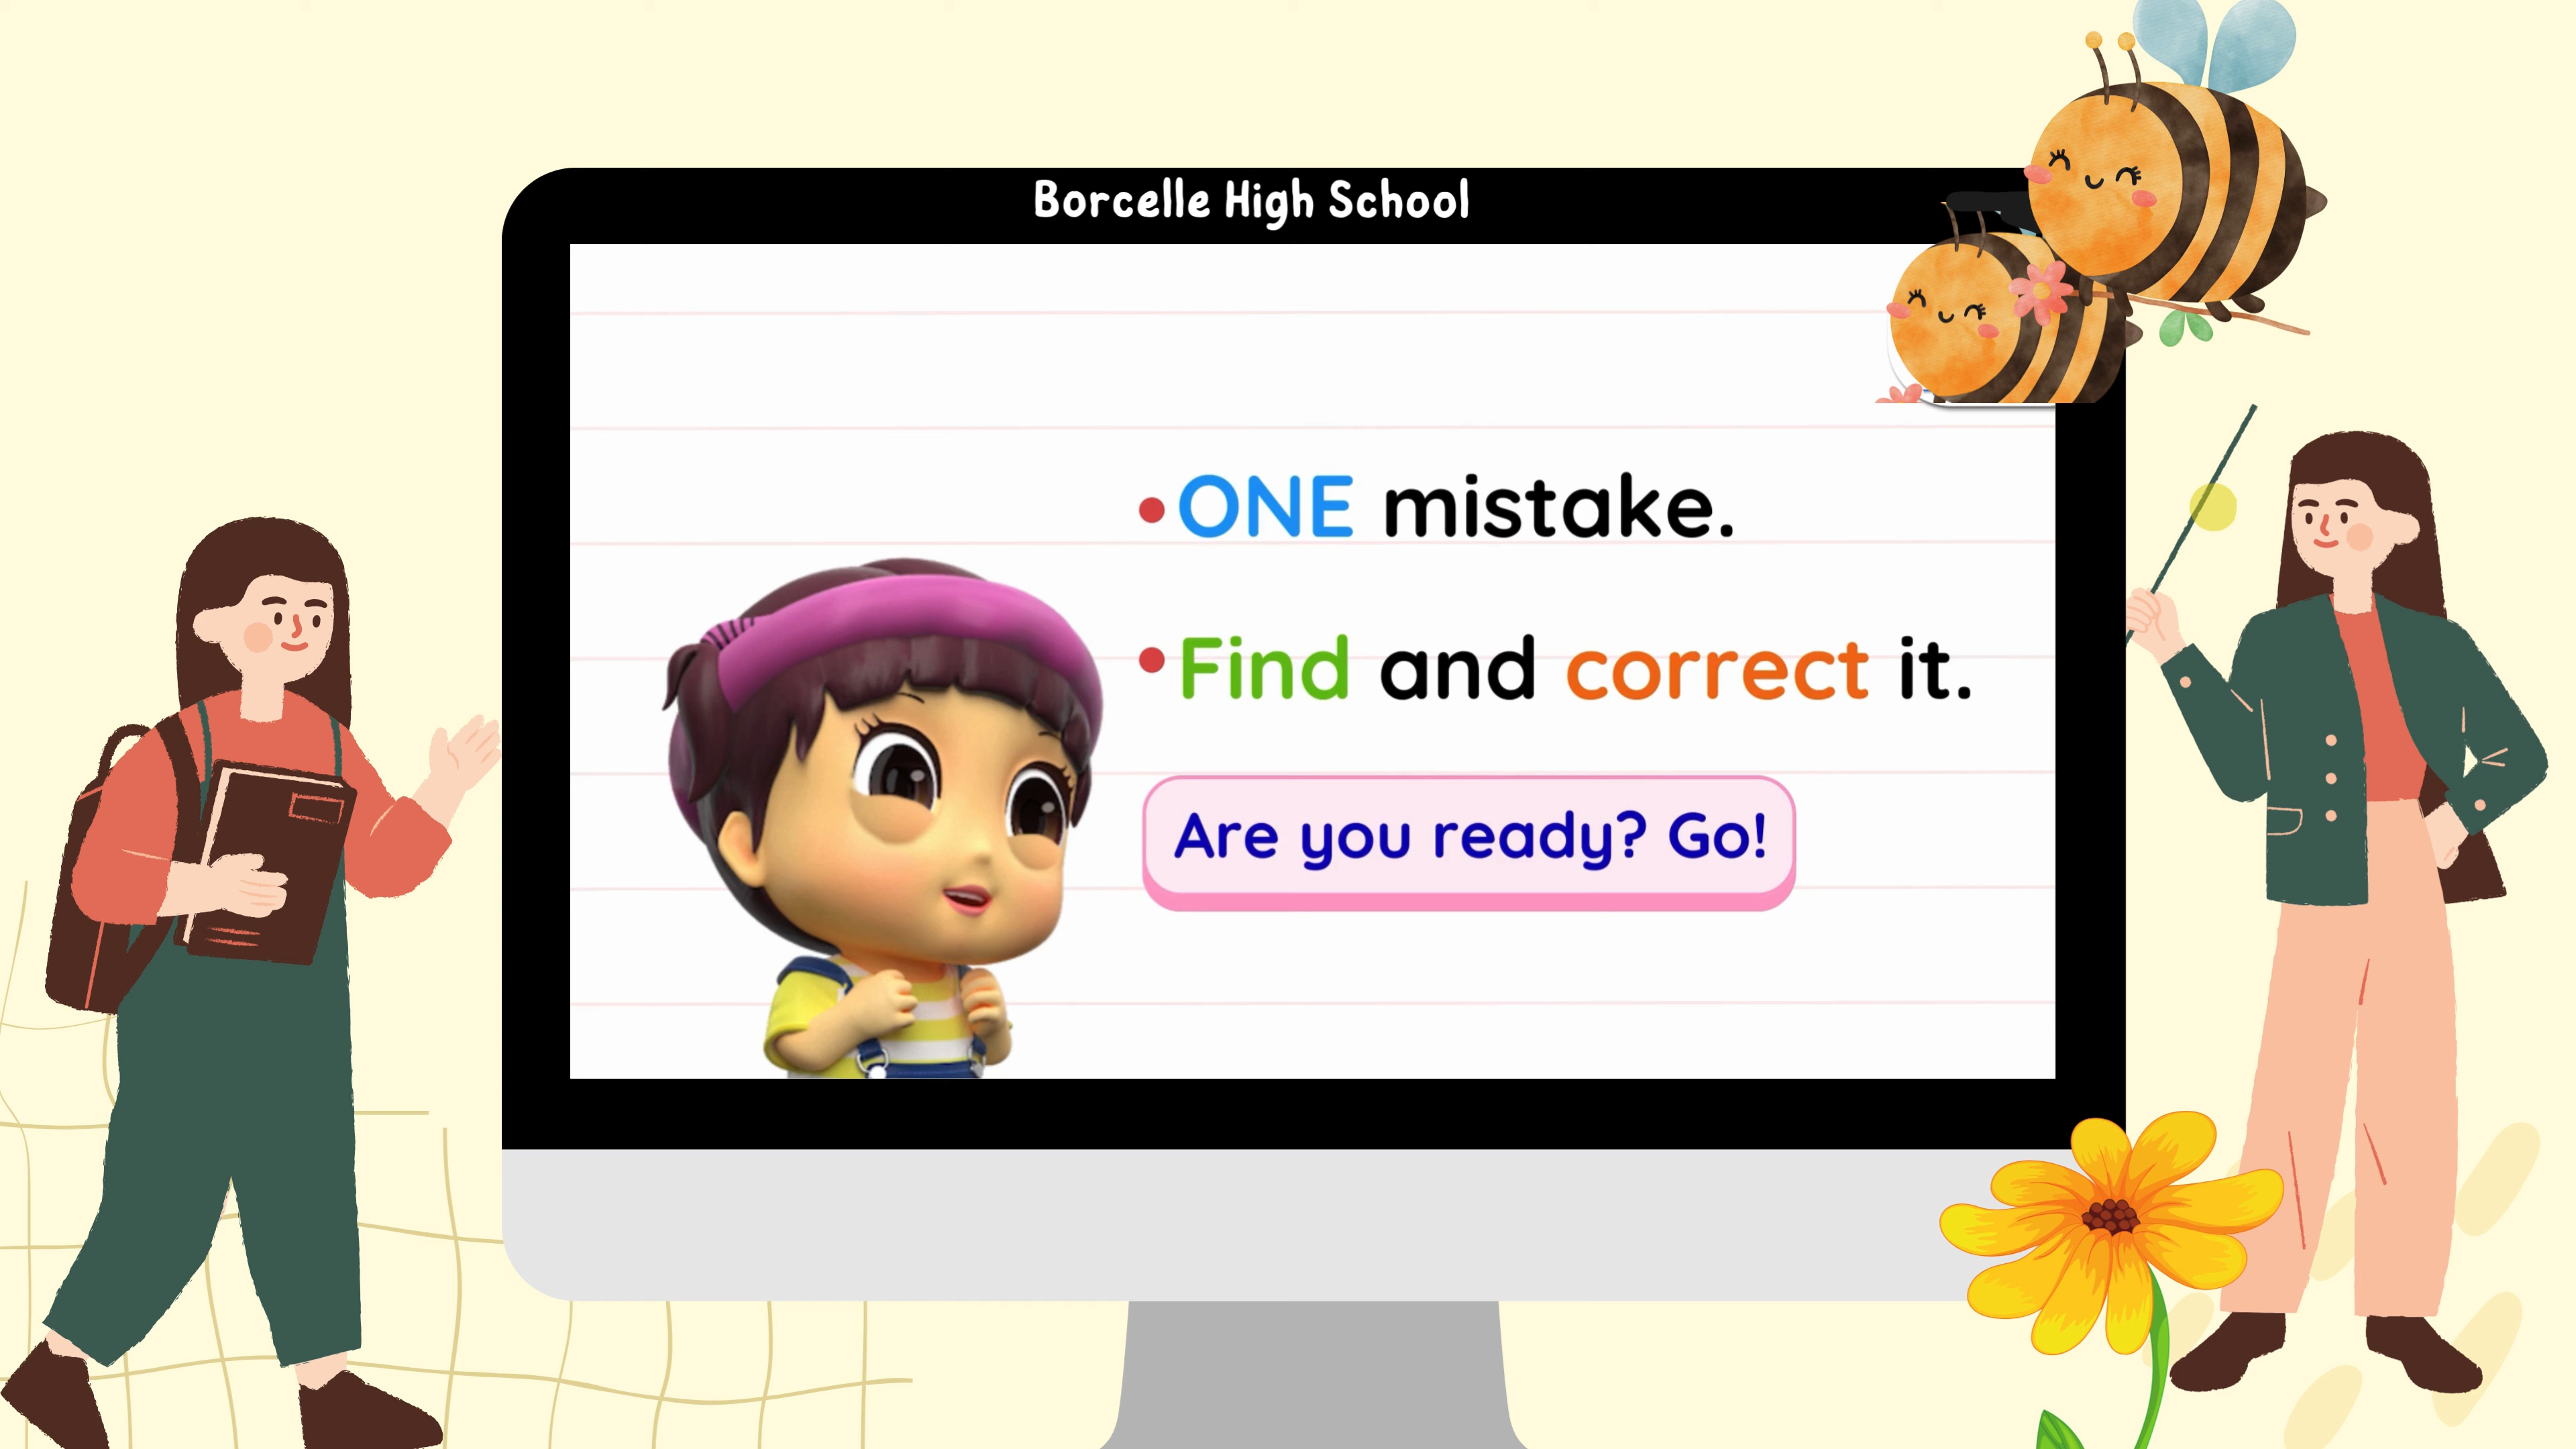 Borcelle High School
•ONE mistake.
•Find and correct it.
Are you ready? Go!